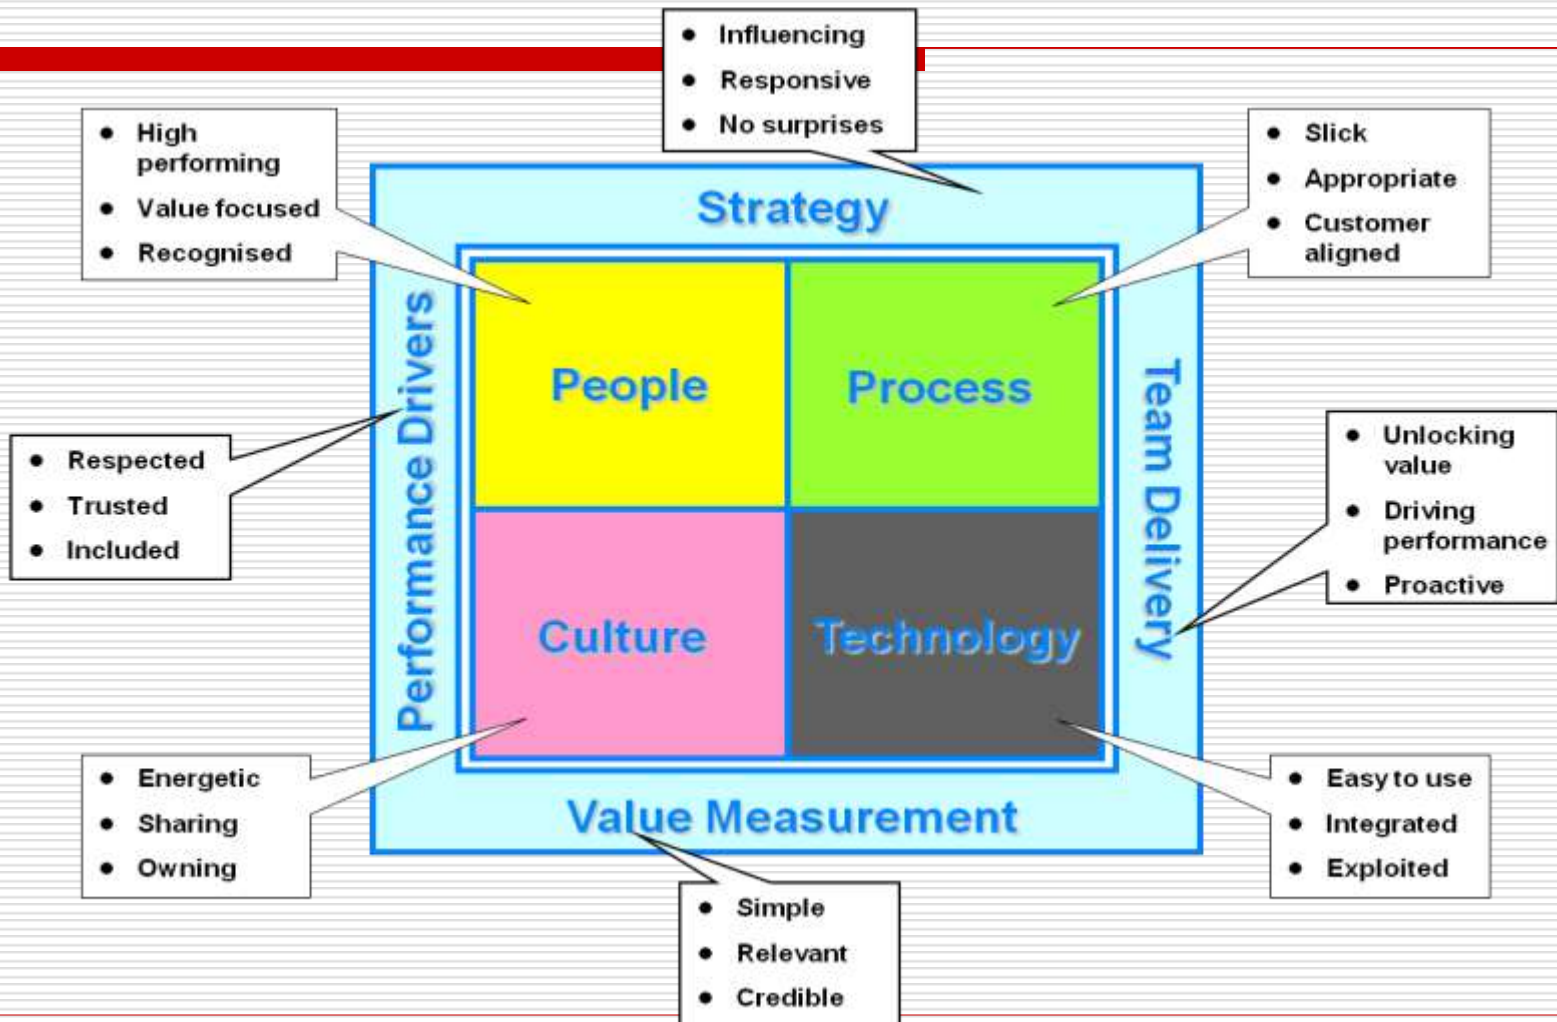 ● Influencing
● Responsive
● No surprises
● High
performing
● Value focused
● Recognised
● Slick
● Appropriate
● Customer
aligned
Strategy
Performance Drivers
People
Process
Team Delivery
● Respected
● Trusted
● Included
● Unlocking
value
● Driving
performance
● Proactive
Culture
Technology
● Energetic
● Sharing
● Owning
Value Measurement
● Easy to use
● Integrated
● Exploited
● Simple
● Relevant
● Credible